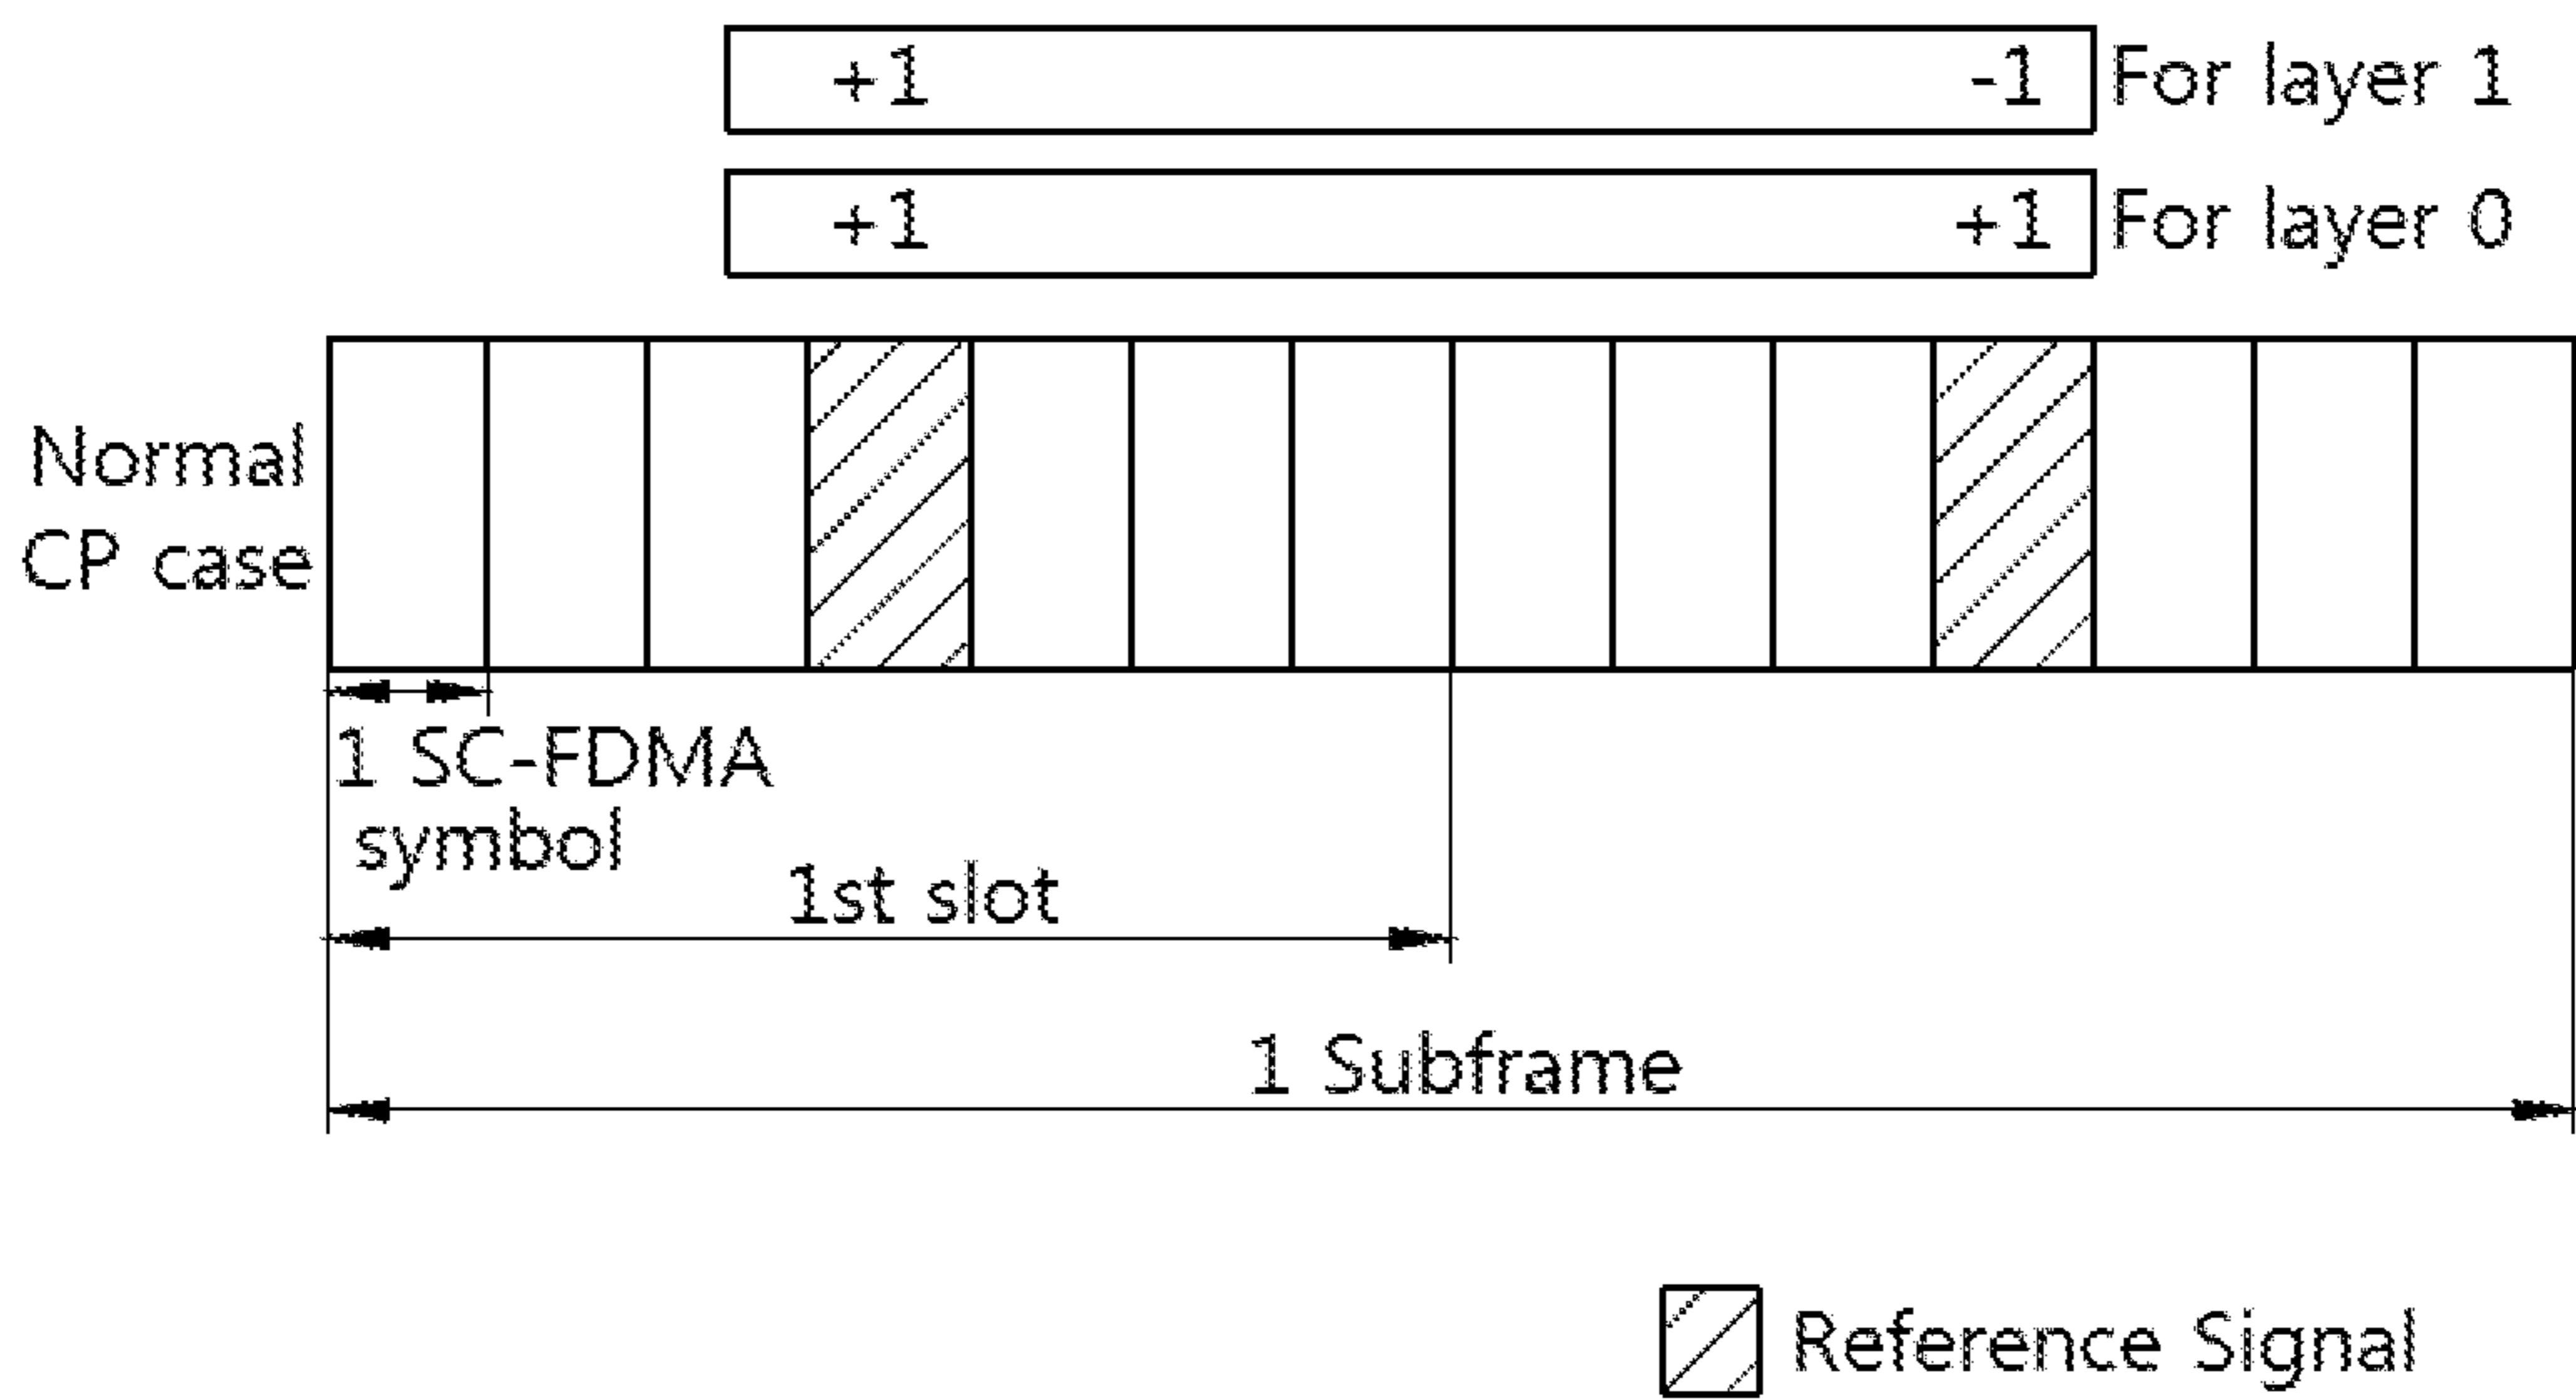 +1 -1 For layer 1
+1 +1 For layer 0
Normal
CP case
1 SC-FDMA
symbol
1st slot
1 Subframe
Reference Signal